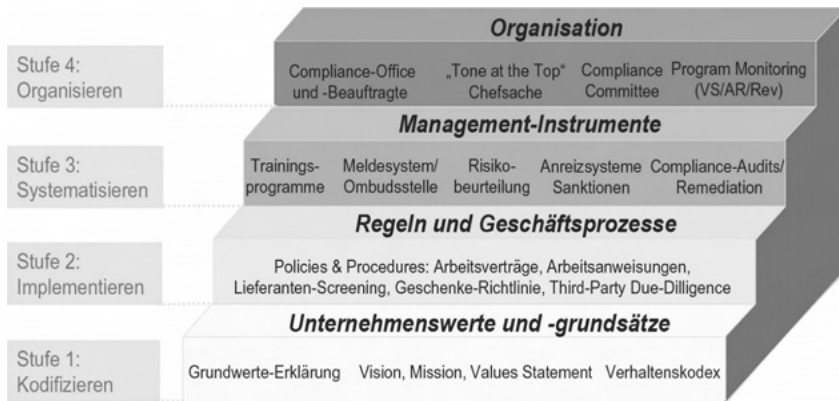 Organisation
Stufe 4:
Organisieren
Compliance-Office
und -Beauftragte
„Tone at the Top“
Chefsache
Compliance
Committee
Program Monitoring
(VS/AR/Rev)
Management-Instrumente
Stufe 3:
Systematisieren
Trainings-
programme
Meldesystem/
Ombudsstelle
Risiko-
beurteilung
Anreizsysteme
Sanktionen
Compliance-Audits/
Remediation
Regeln und Geschäftsprozesse
Stufe 2:
Implementieren
Policies & Procedures: Arbeitsverträge, Arbeitsanweisungen,
Lieferanten-Screening, Geschenke-Richtlinie, Third-Party Due-Dilligence
Unternehmenswerte und -grundsätze
Stufe 1:
Kodifizieren
Grundwerte-Erklärung
Vision, Mission, Values Statement
Verhaltenskodex